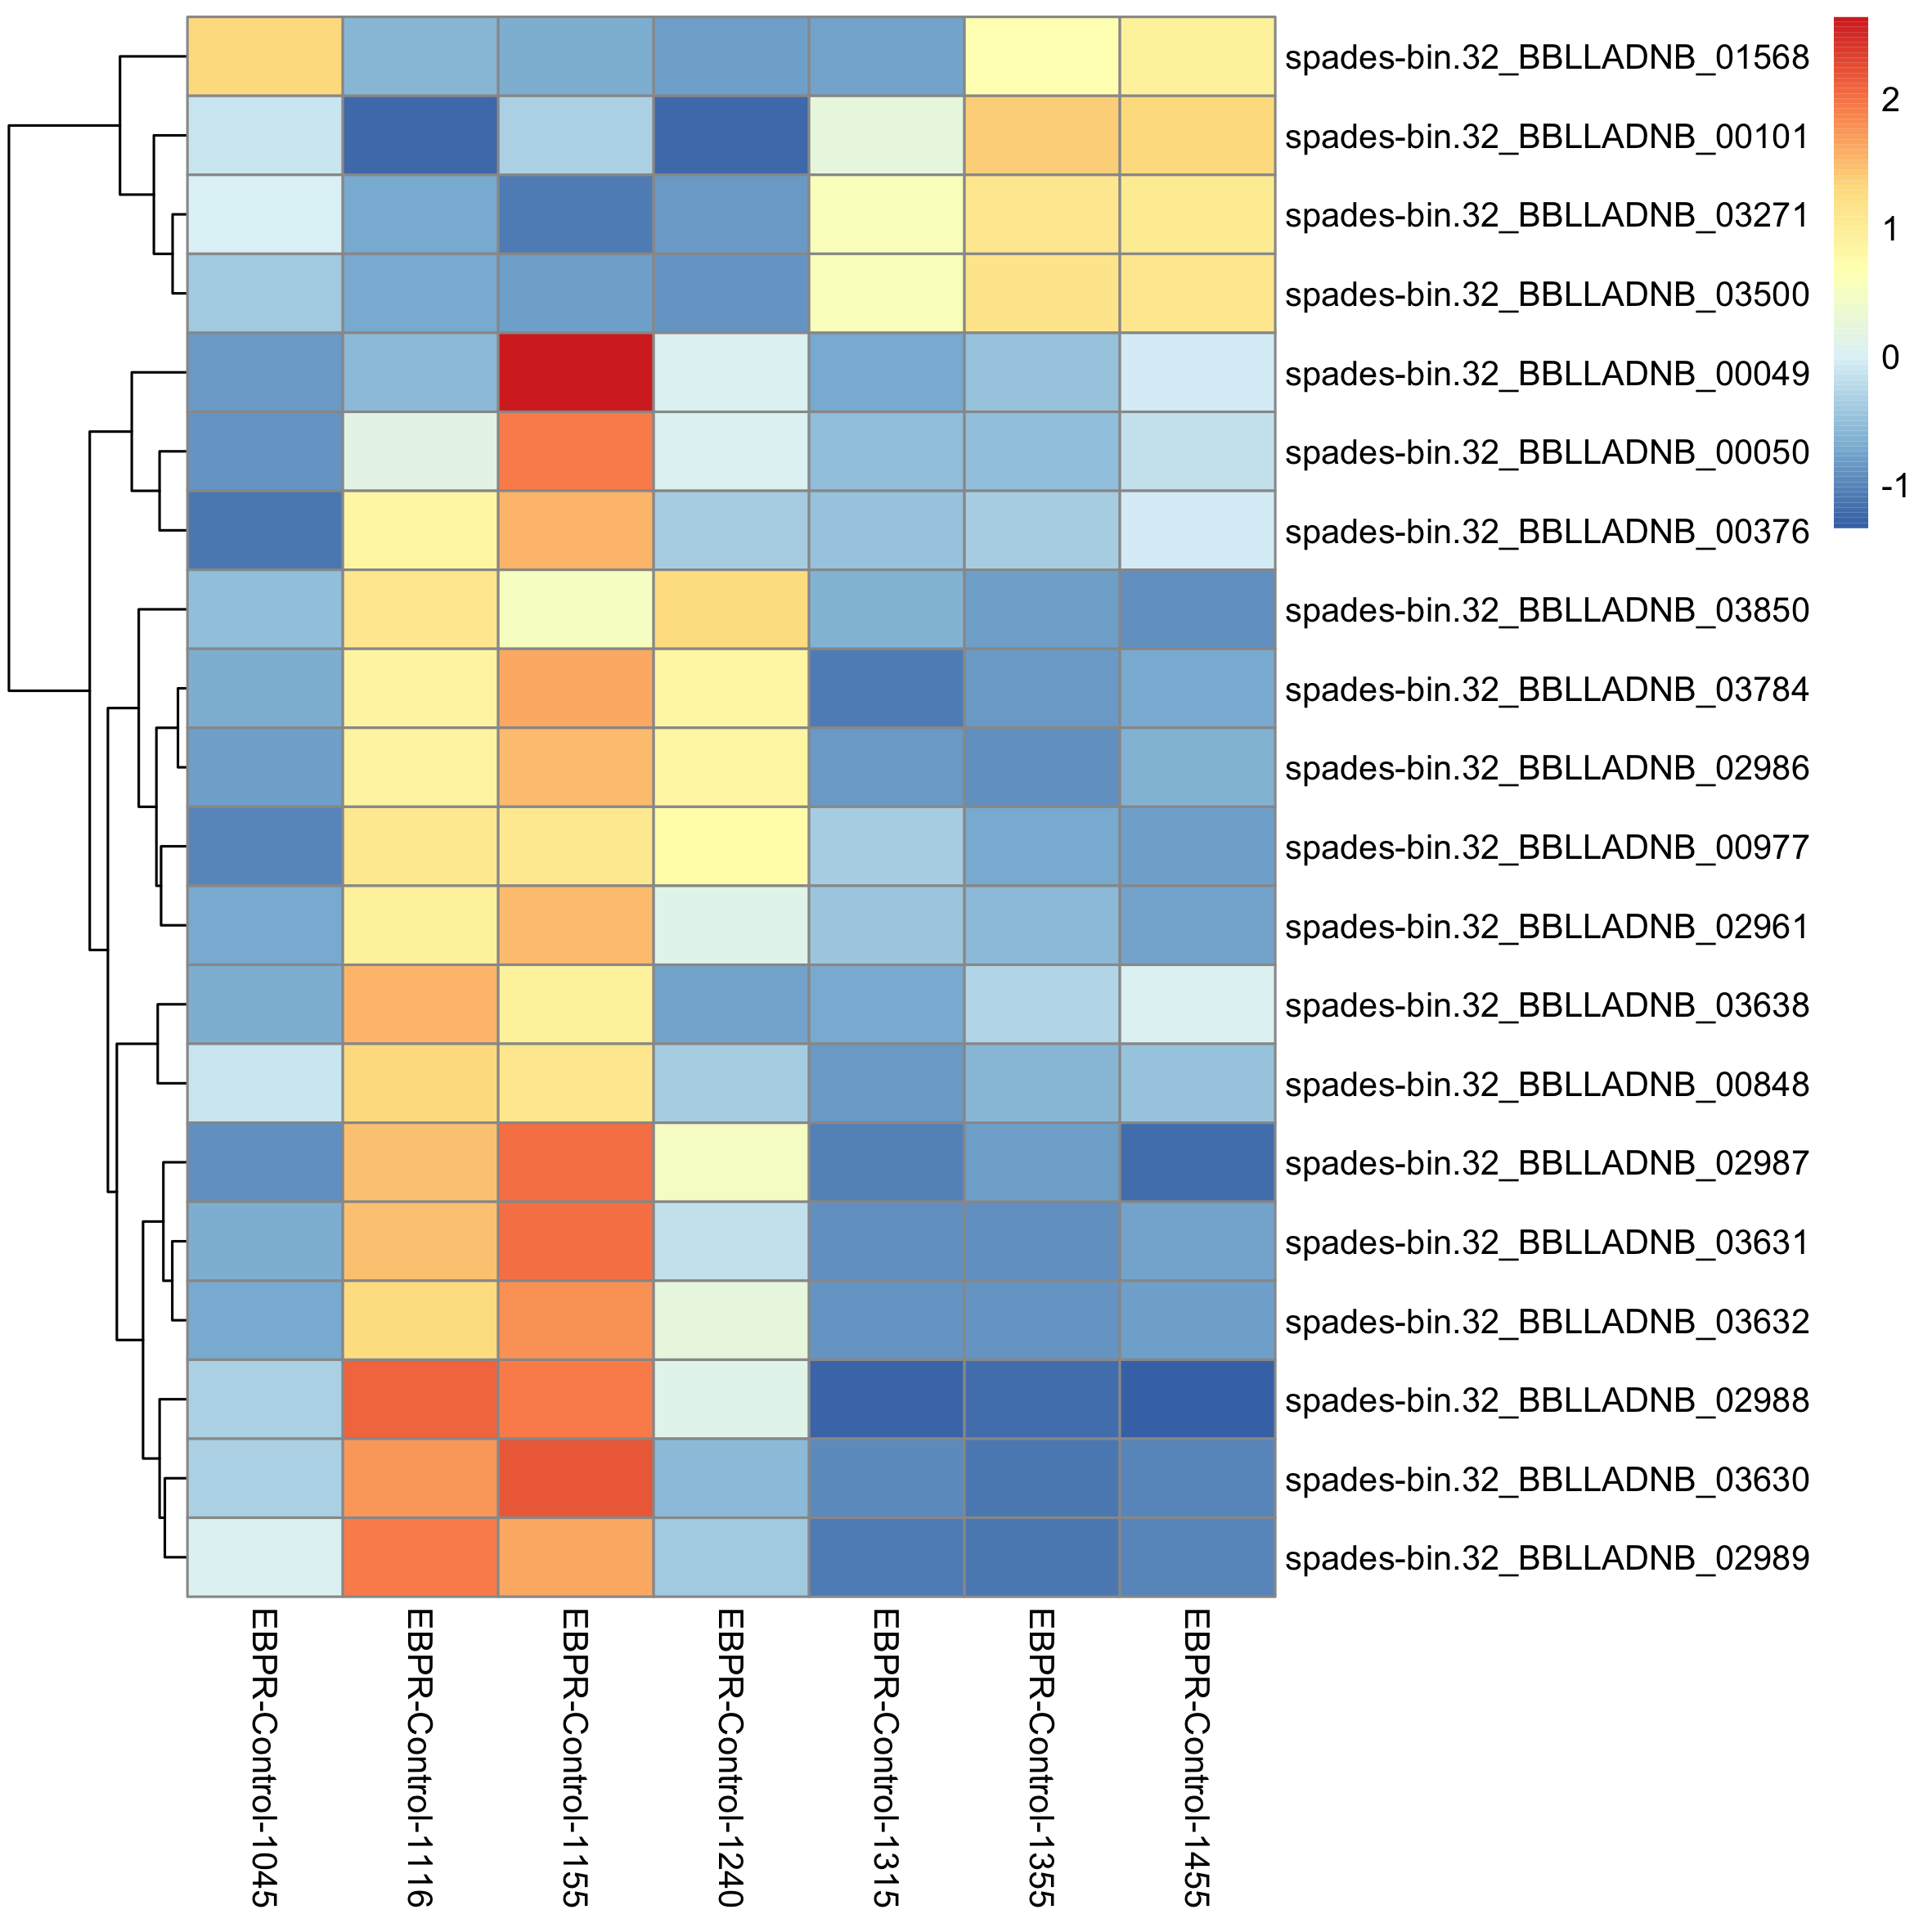 spades-bin.32_BBLLADNB_01568
spades-bin.32_BBLLADNB_00101
spades-bin.32_BBLLADNB_03271
spades-bin.32_BBLLADNB_03500
spades-bin.32_BBLLADNB_00049
spades-bin.32_BBLLADNB_00050
spades-bin.32_BBLLADNB_00376
spades-bin.32_BBLLADNB_03850
spades-bin.32_BBLLADNB_03784
spades-bin.32_BBLLADNB_02986
spades-bin.32_BBLLADNB_00977
spades-bin.32_BBLLADNB_02961
spades-bin.32_BBLLADNB_03638
spades-bin.32_BBLLADNB_00848
spades-bin.32_BBLLADNB_02987
spades-bin.32_BBLLADNB_03631
spades-bin.32_BBLLADNB_03632
spades-bin.32_BBLLADNB_02988
spades-bin.32_BBLLADNB_03630
spades-bin.32_BBLLADNB_02989
2
1
0
-1
EBPR-Control-1045
EBPR-Control-1116
EBPR-Control-1155
EBPR-Control-1240
EBPR-Control-1315
EBPR-Control-1355
EBPR-Control-1455